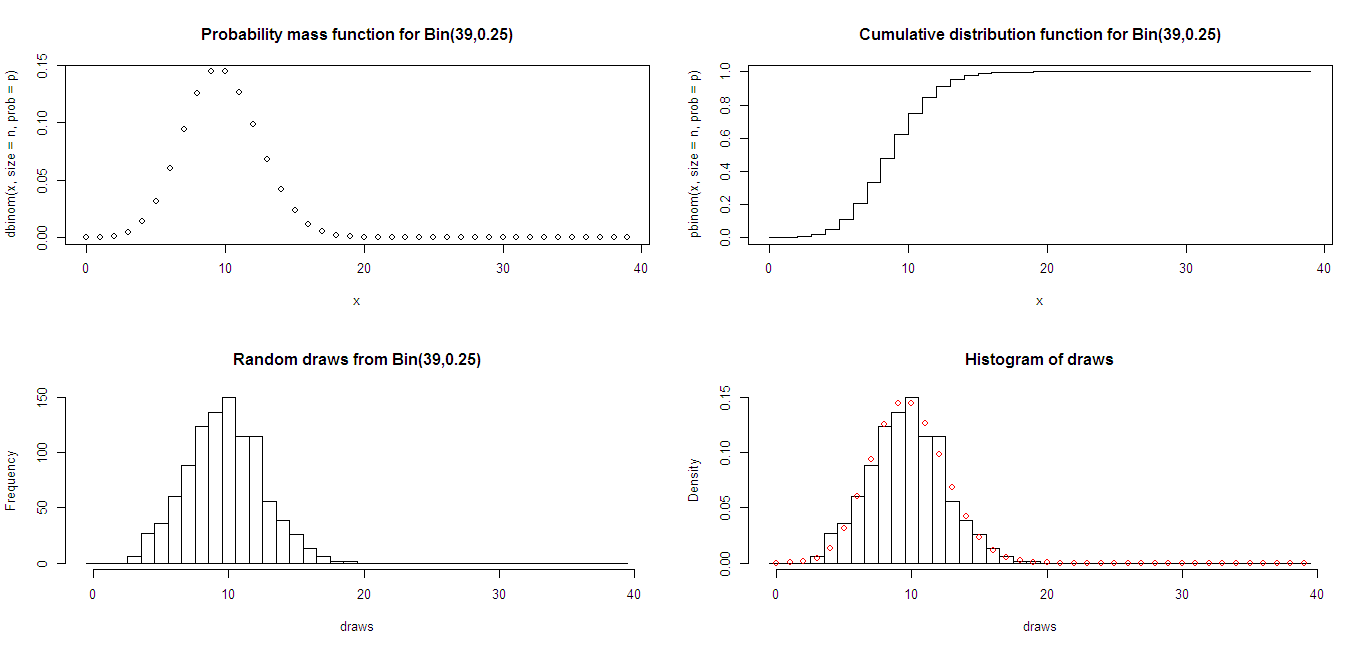 Probability mass function for Bin(39,0.25)
dbinom(x, size = n, prob = p)
0.15
0.10
0.05
0.00
0 10 20 30 40
x
Cumulative distribution function for Bin(39,0.25)
pbinom(x, size = n, prob = p)
1.0
0.8
0.6
0.4
0.2
0.0
0 10 20 30 40
x
Random draws from Bin(39,0.25)
Frequency
150
100
50
0
0 10 20 30 40
draws
Histogram of draws
Density
0.15
0.10
0.05
0.00
0 10 20 30 40
draws